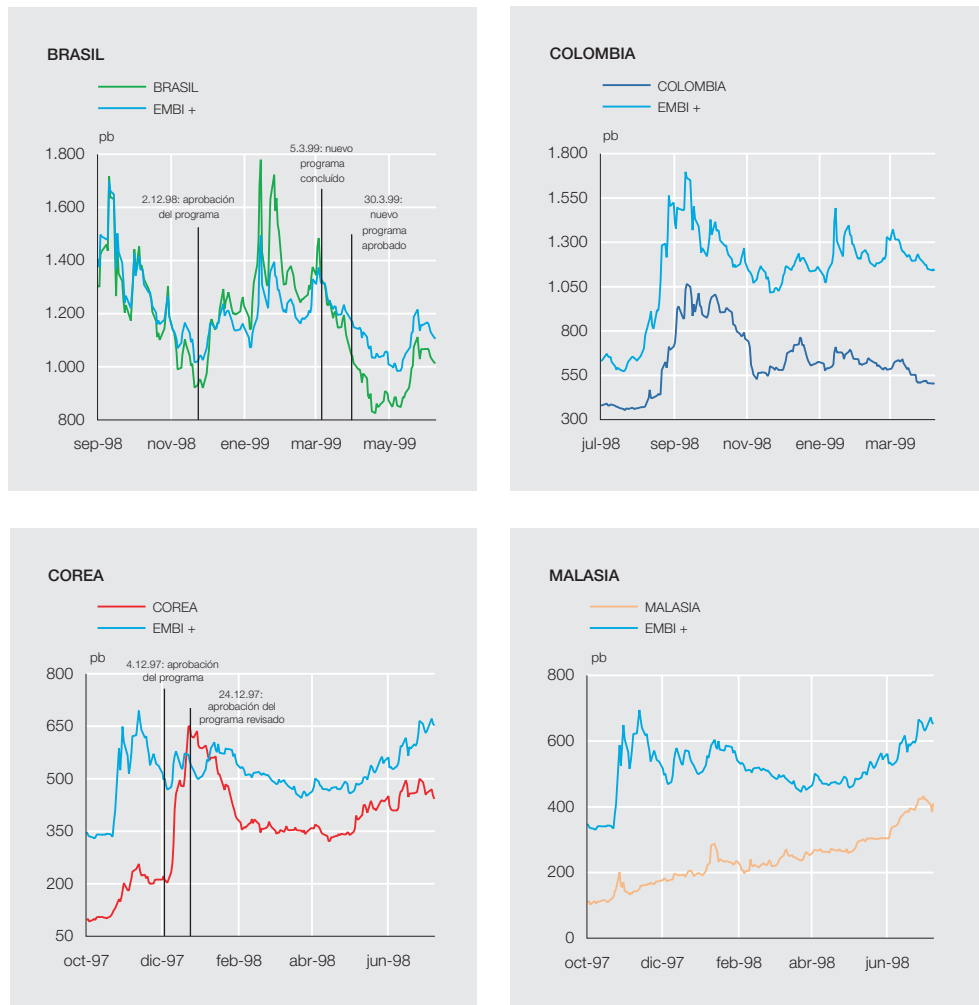 BRASIL
BRASIL
EMBI +
pb
1.800
1.600
1.400
1.200
1.000
800
2.12.98: aprobación
del programa
5.3.99: nuevo
programa
concluído
30.3.99:
nuevo
programa
aprobado
sep-98 nov-98 ene-99 mar-99 may-99
COLOMBIA
COLOMBIA
EMBI +
pb
1.800
1.550
1.300
1.050
800
550
300
jul-98 sep-98 nov-98 ene-99 mar-99
COREA
COREA
EMBI +
pb
800
650
500
350
200
50
4.12.97: aprobación
del programa
24.12.97:
aprobación del
programa revisado
oct-97 dic-97 feb-98 abr-98 jun-98
MALASIA
MALASIA
EMBI +
pb
800
600
400
200
0
oct-97 dic-97 feb-98 abr-98 jun-98